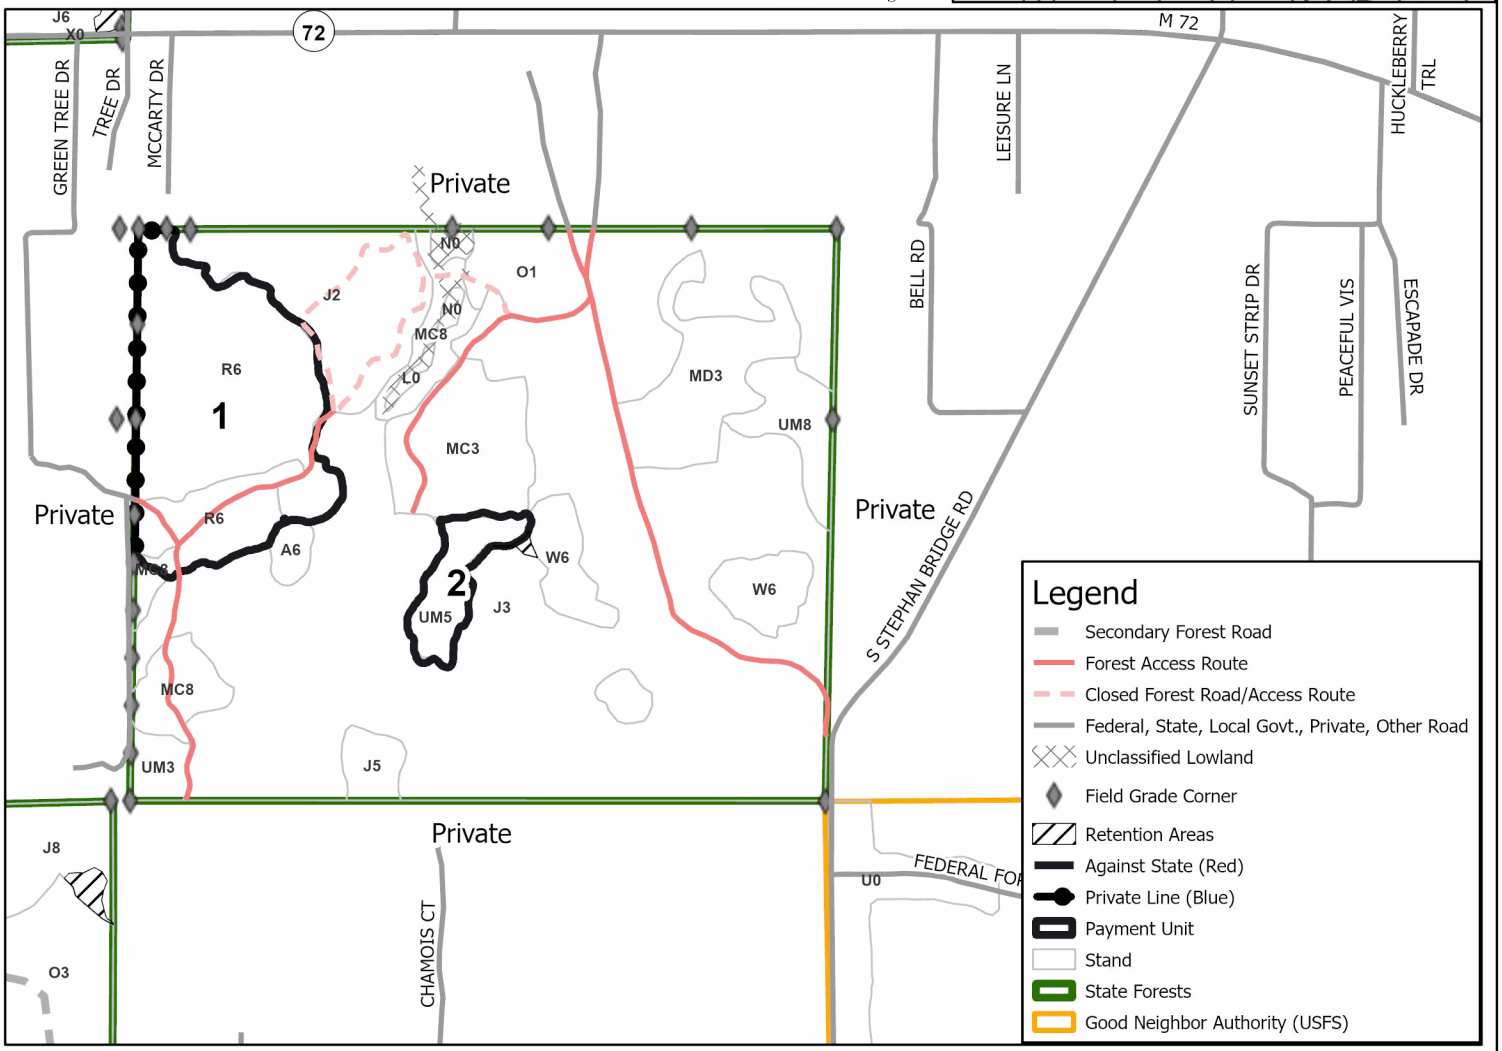 J6
X0
72
M 72
GREEN TREE DR
TREE DR
MCCARTY DR
LEISURE LN
HUCKLEBERRY
TRL
Private
N0
O1
J2
BELL RD
N0
MC8
SUNSET STRIP DR
PEACEFUL VIS
ESCAPADE DR
R6
L0
MD3
1
UM8
MC3
Private
R6
Private
A6
W6
MC8
2
W6
UM5
J3
S STEPHAN BRIDGE RD
MC8
UM3
J5
Private
J8
FEDERAL FOR
U0
CHAMOIS CT
O3
Legend
Secondary Forest Road
Forest Access Route
Closed Forest Road/Access Route
Federal, State, Local Govt., Private, Other Road
Unclassified Lowland
Field Grade Corner
Retention Areas
Against State (Red)
Private Line (Blue)
Payment Unit
Stand
State Forests
Good Neighbor Authority (USFS)